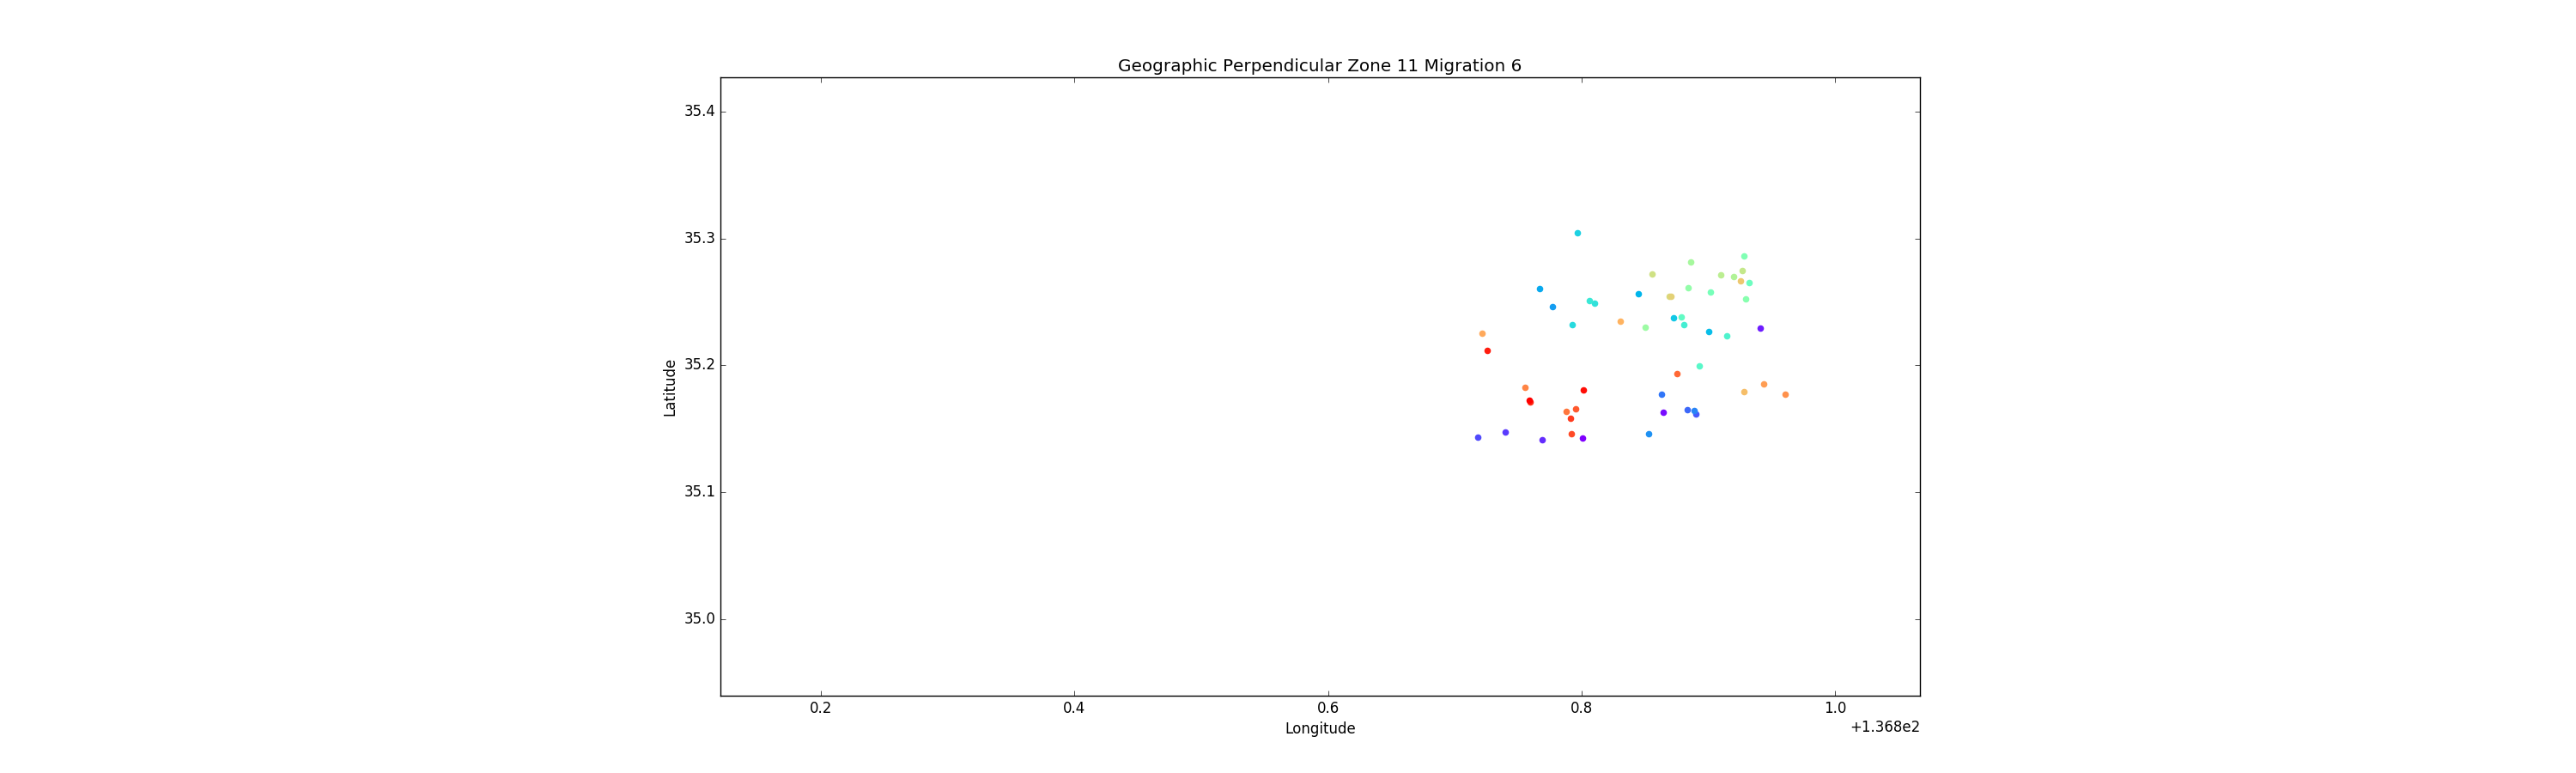 Geographic Perpendicular Zone 11 Migration 6
35.4
35.3
35.2
35.1
35.0
Latitude
0.2 0.4 0.6 0.8 1.0
Longitude
+1.368e2